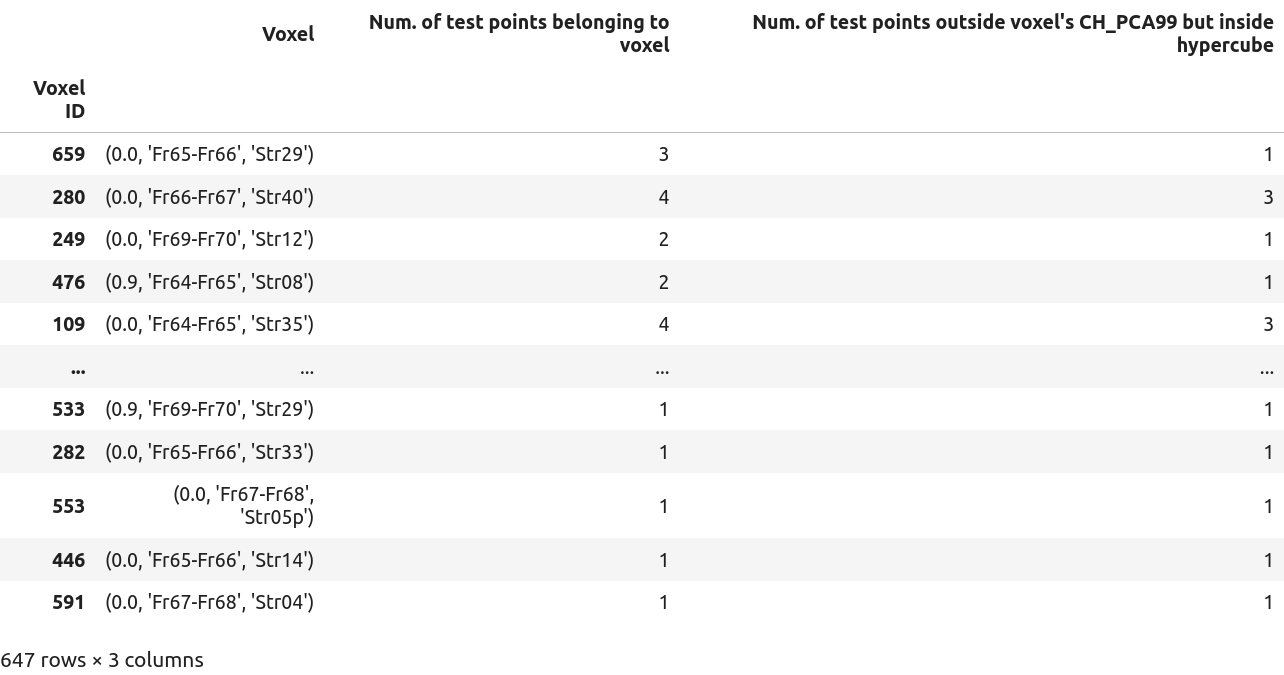 Voxel Num. of test points belonging to voxel Num. of test points outside voxel's CH_PCA99 but inside hypercube
Voxel ID
659 (0.0, 'Fr65-Fr66', 'Str29') 3 1
280 (0.0, 'Fr66-Fr67', 'Str40') 4 3
249 (0.0, 'Fr69-Fr70', 'Str12') 2 1
476 (0.9, 'Fr64-Fr65', 'Str08') 2 1
109 (0.0, 'Fr64-Fr65', 'Str35') 4 3
... ... ... ...
533 (0.9, 'Fr69-Fr70', 'Str29') 1 1
282 (0.0, 'Fr65-Fr66', 'Str33') 1 1
553 (0.0, 'Fr67-Fr68', 'Str05p') 1 1
446 (0.0, 'Fr65-Fr66', 'Str14') 1 1
591 (0.0, 'Fr67-Fr68', 'Str04') 1 1
647 rows × 3 columns